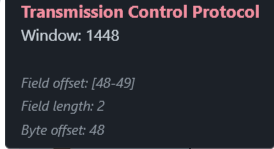 Transmission Control Protocol
Window: 1448
Field offset: [48-49]
Field length: 2
Byte offset: 48